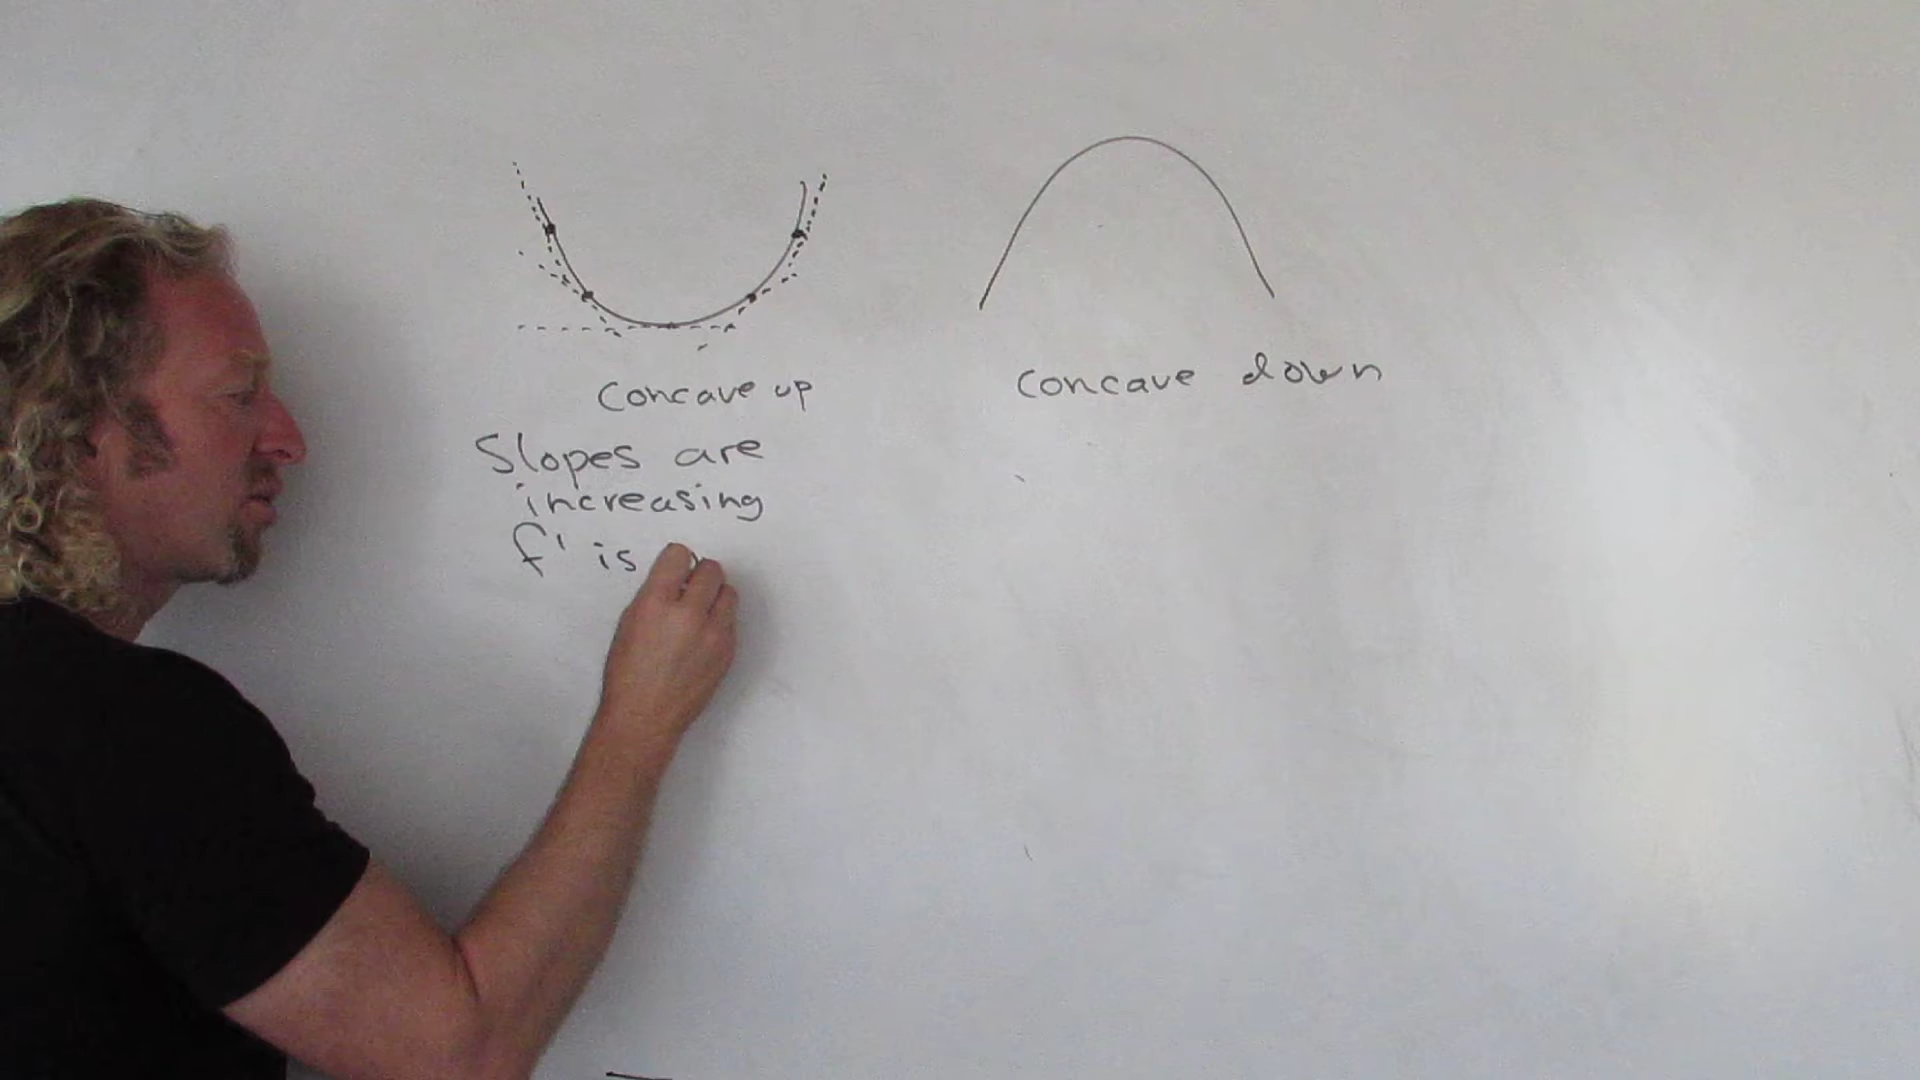 Concave up
Concave down
Slopes are
increasing
f' is